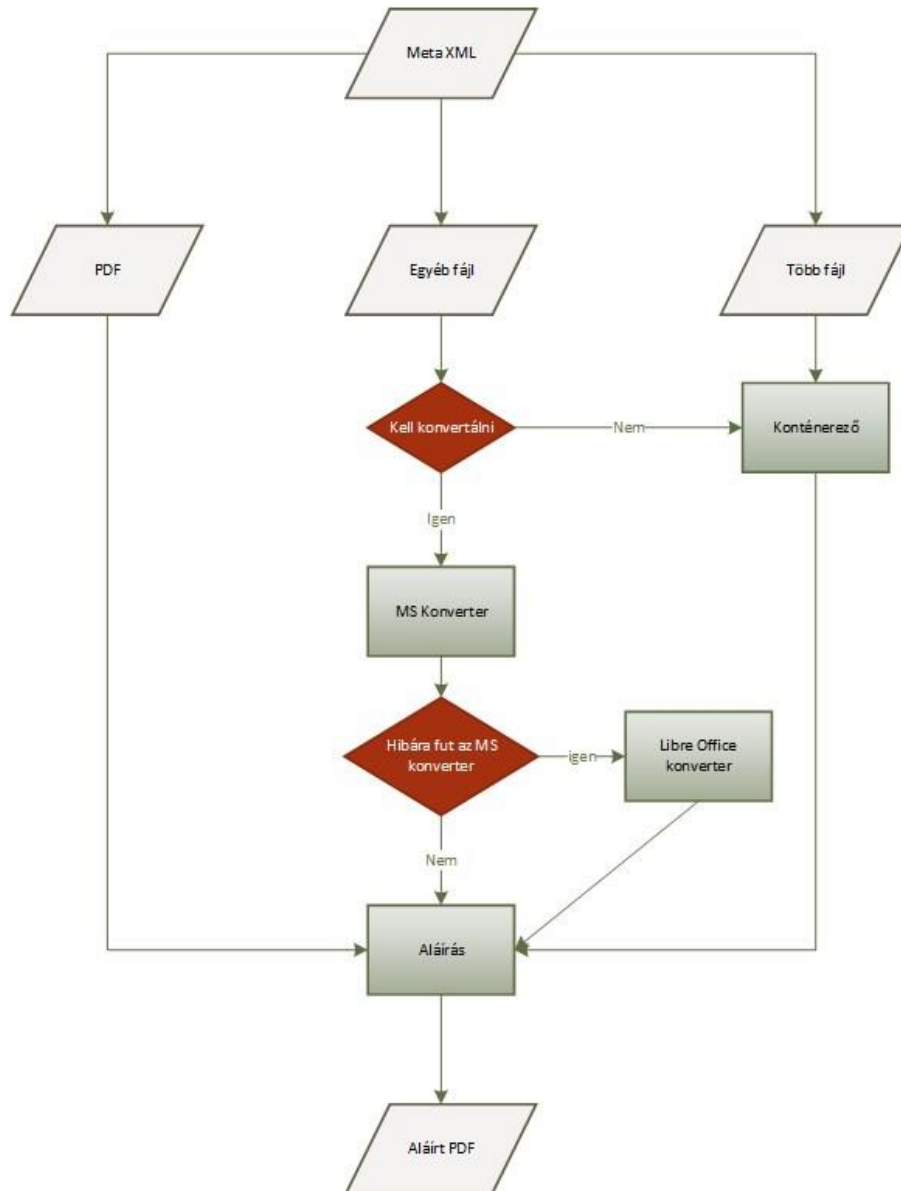 Meta XML
PDF
Egyéb fájl
Több fájl
Kell konvertálni
Nem
Konténerező
Igen
MS Konverter
Hibára fut az MS
konverter
igen
Libre Office
konverter
Nem
Aláírás
Aláírt PDF